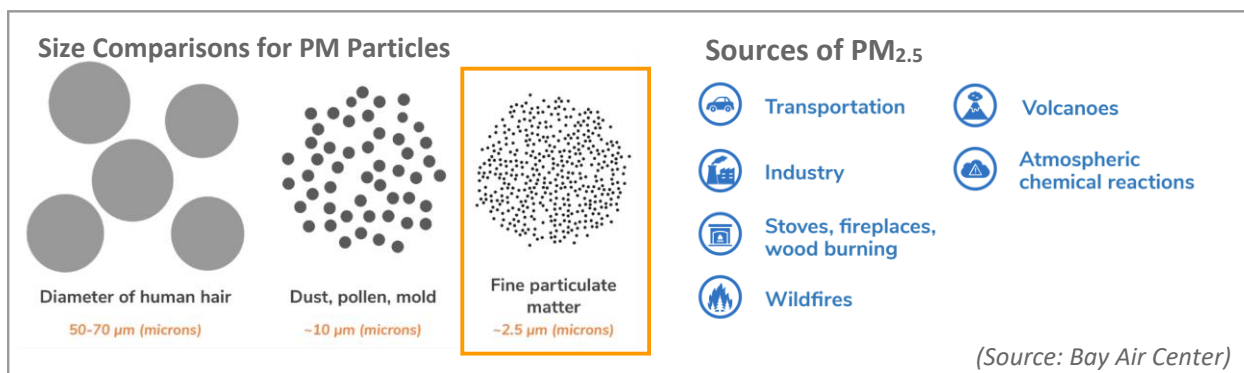 Size Comparisons for PM Particles
Diameter of human hair
50-70 µm (microns)
Dust, pollen, mold
~10 µm (microns)
Fine particulate
matter
~2.5 µm (microns)
Sources of PM2.5
Transportation
Industry
Stoves, fireplaces,
wood burning
Wildfires
Volcanoes
Atmospheric
chemical reactions
(Source: Bay Air Center)